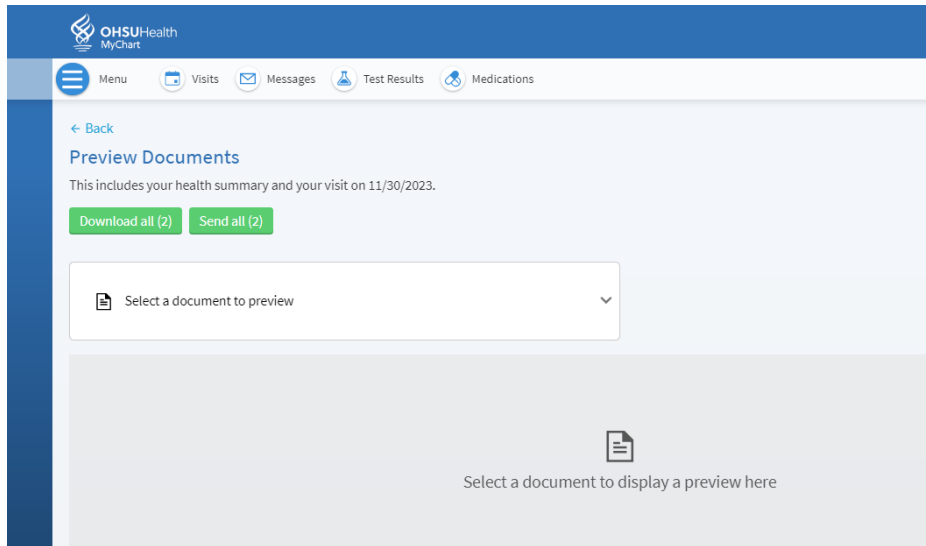 OHSUHealth
MyChart
Menu Visits Messages Test Results Medications
← Back
Preview Documents
This includes your health summary and your visit on 11/30/2023.
Download all (2) Send all (2)
Select a document to preview
Select a document to display a preview here